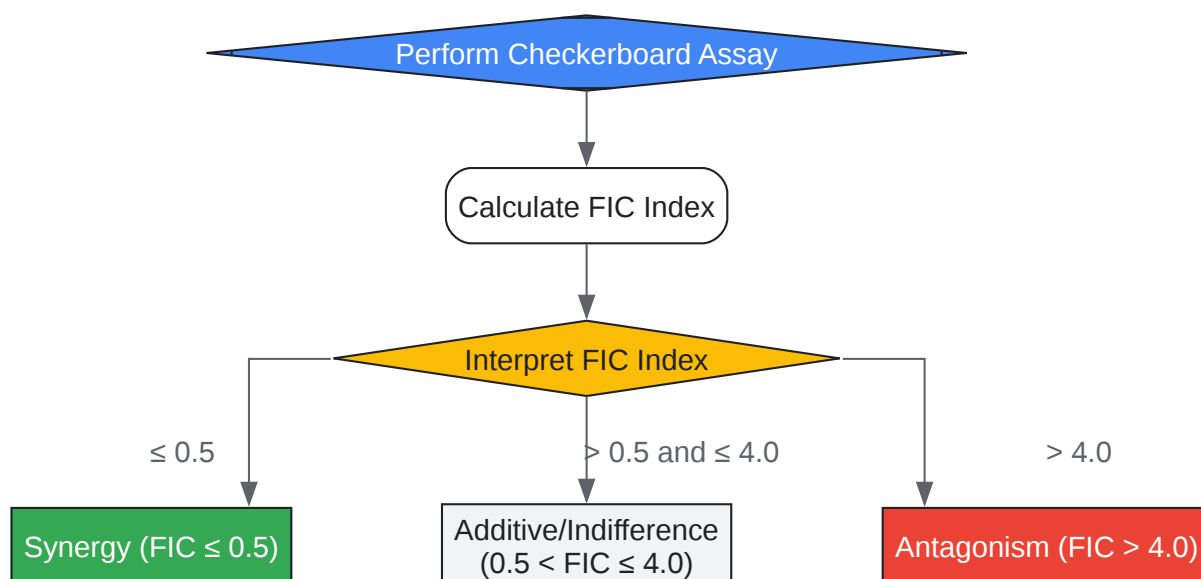 Perform Checkerboard Assay
Calculate FIC Index
Interpret FIC Index
≤ 0.5
> 0.5 and ≤ 4.0
> 4.0
Synergy (FIC ≤ 0.5)
Additive/Indifference
(0.5 < FIC ≤ 4.0)
Antagonism (FIC > 4.0)